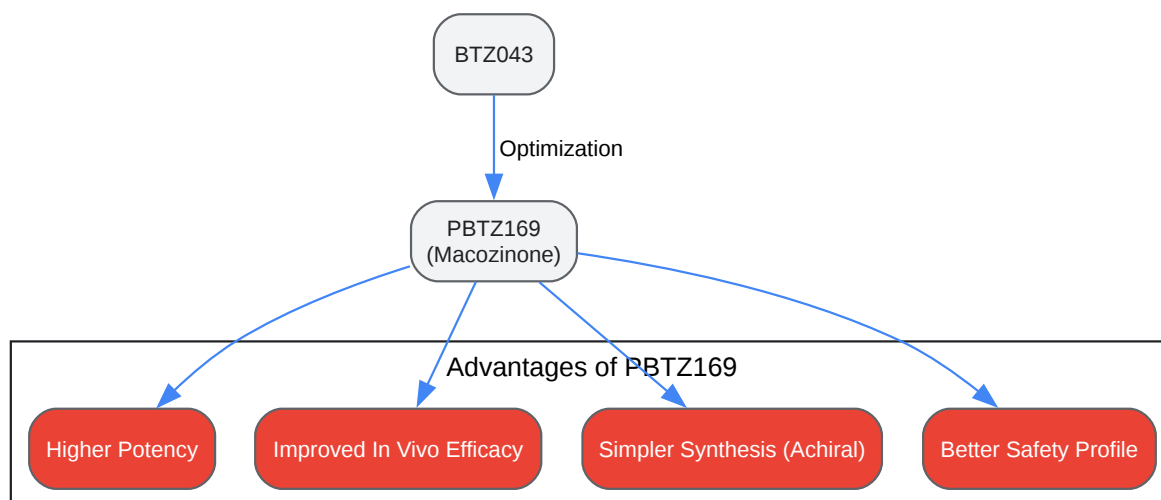 BTZ043
Optimization
PBTZ169
(Macozinone)
Advantages of PBTZ169
Higher Potency
Improved In Vivo Efficacy
Simpler Synthesis (Achiral)
Better Safety Profile